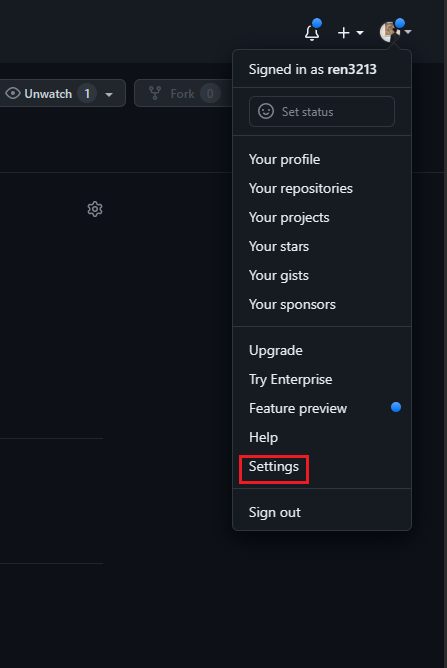 Signed in as ren3213
Unwatch 1
Fork 0
Set status
Your profile
Your repositories
Your projects
Your stars
Your gists
Your sponsors
Upgrade
Try Enterprise
Feature preview
Help
Settings
Sign out